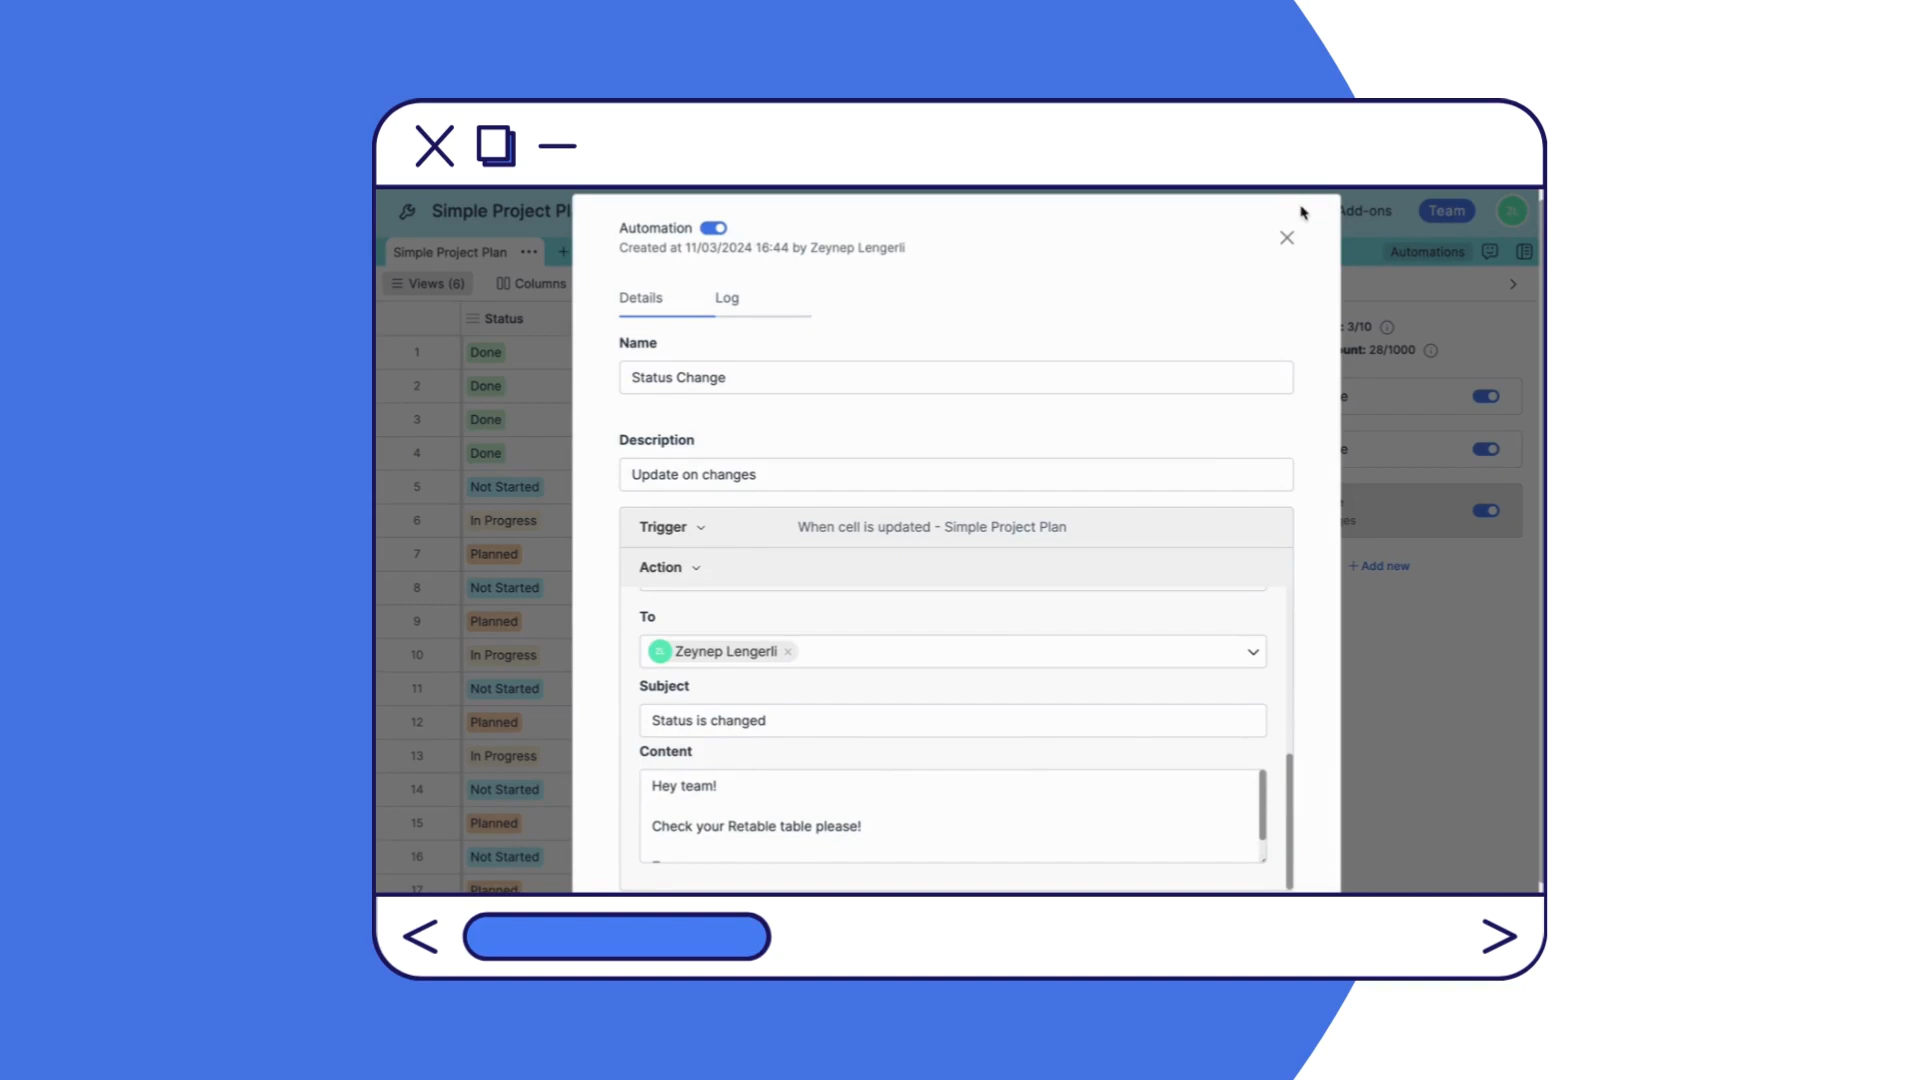 Simple Project Pl
Add-ons
Team
ZL
Simple Project Plan
Automations
Views (6)
Columns
Status
1 Done
2 Done
3 Done
4 Done
5 Not Started
6 In Progress
7 Planned
8 Not Started
9 Planned
10 In Progress
11 Not Started
12 Planned
13 In Progress
14 Not Started
15 Planned
16 Not Started
17 Planned
Automation
Created at 11/03/2024 16:44 by Zeynep Lengerli
Details Log
Name
Status Change
Description
Update on changes
Trigger When cell is updated - Simple Project Plan
Action
To
ZL Zeynep Lengerli
Subject
Status is changed
Content
Hey team!
Check your Retable table please!
: 3/10
unt: 28/1000
e
e
es
+ Add new